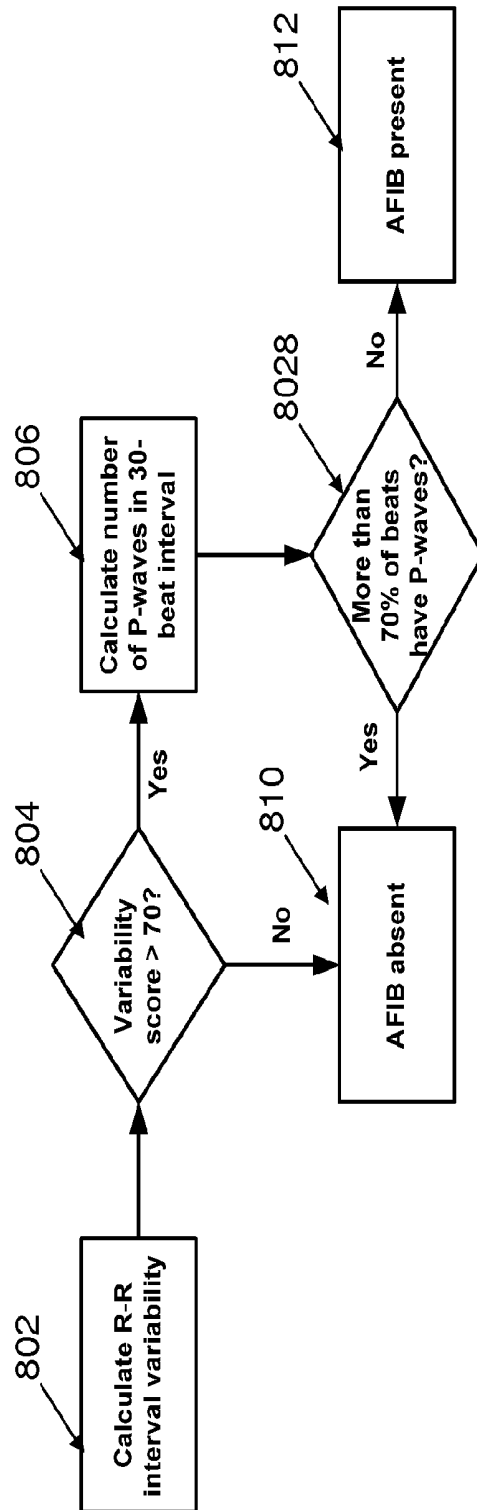 802
Calculate R-R
interval variability
804
Variability
score > 70?
Yes
No
806
Calculate number
of P-waves in 30-
beat interval
8028
More than
70% of beats
have P-waves?
Yes
No
810
AFIB absent
812
AFIB present